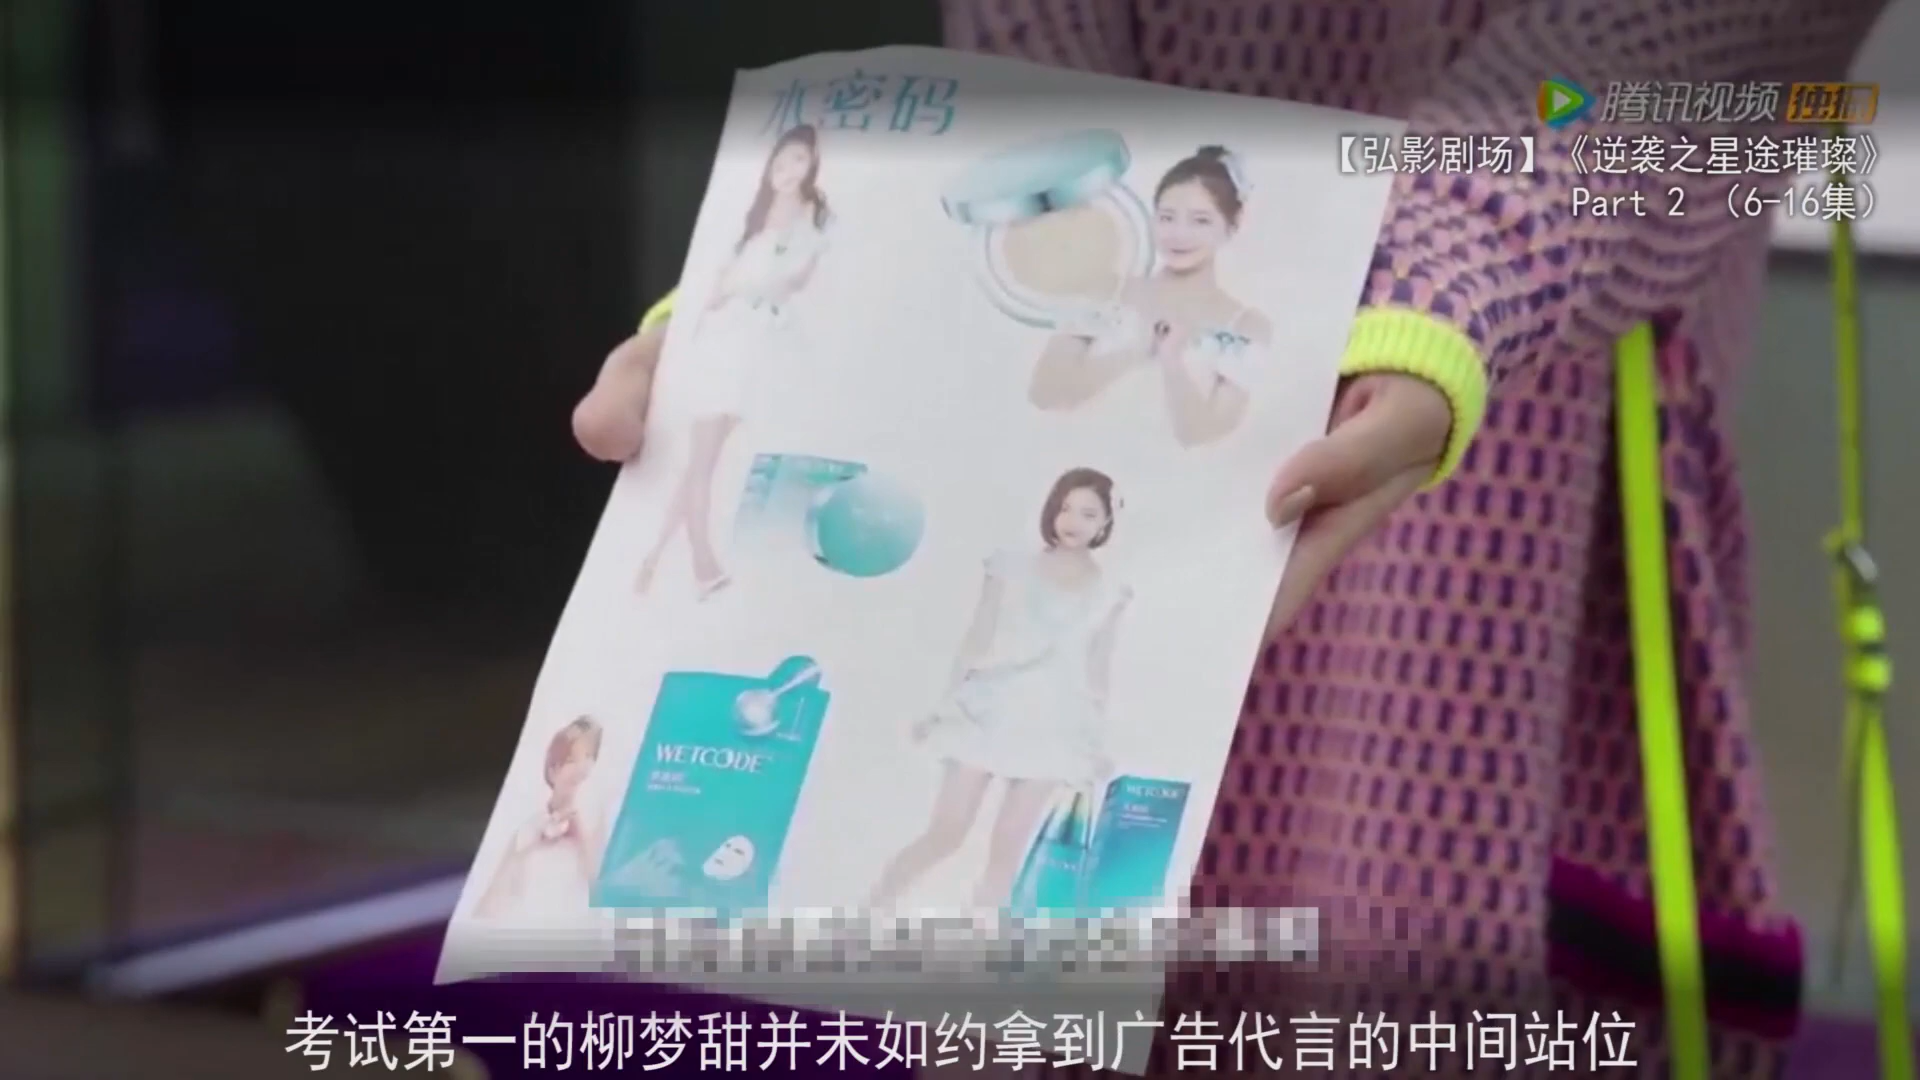 腾讯视频 独播
【弘影剧场】《逆袭之星途璀璨》
Part 2 （6-16集）
水密码
WETCODE
WETCODE
考试第一的柳梦甜并未如约拿到广告代言的中间站位